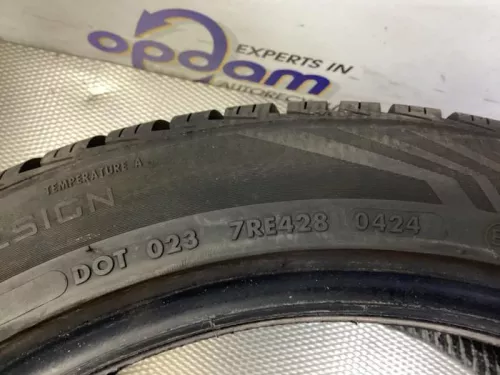 opdam
EXPERTS IN
TEMPERATURE A
DOT 023 7RE428 0424